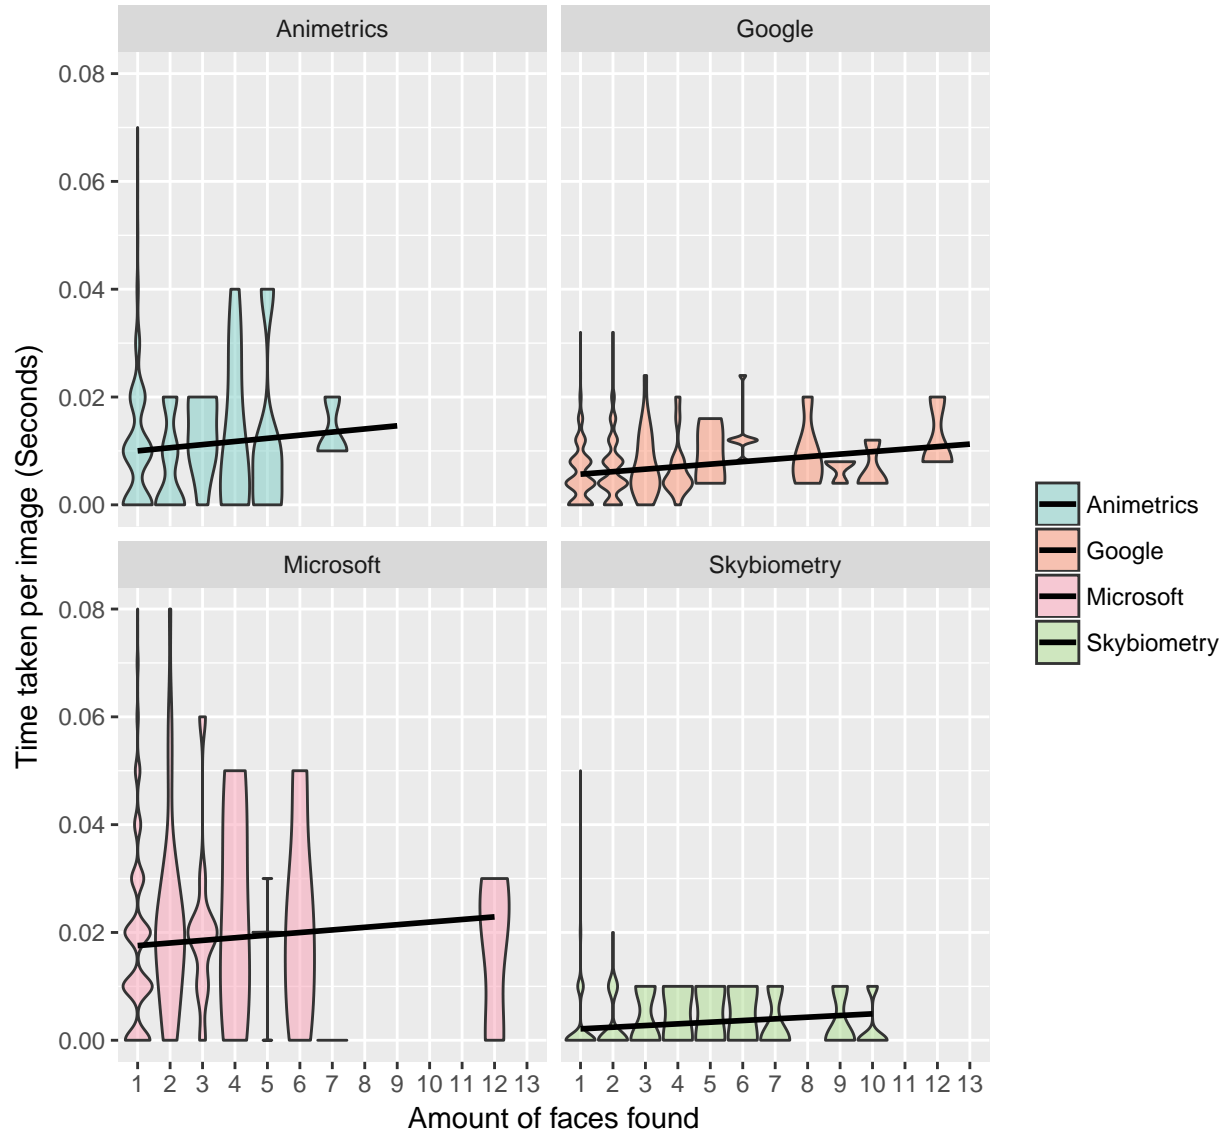 Animetrics
Google
0.08
0.06
0.04
0.02
0.00
Microsoft
Skybiometry
0.08
0.06
0.04
0.02
0.00
1 2 3 4 5 6 7 8 9 10 11 12 13
1 2 3 4 5 6 7 8 9 10 11 12 13
Amount of faces found
Time taken per image (Seconds)
Animetrics
Google
Microsoft
Skybiometry